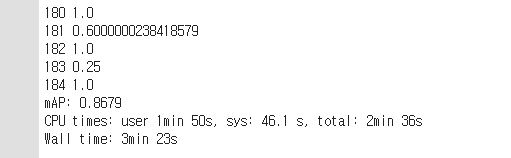 180 1.0
181 0.6000000238418579
182 1.0
183 0.25
184 1.0
mAP: 0.8679
CPU times: user 1min 50s, sys: 46.1 s, total: 2min 36s
Wall time: 3min 23s